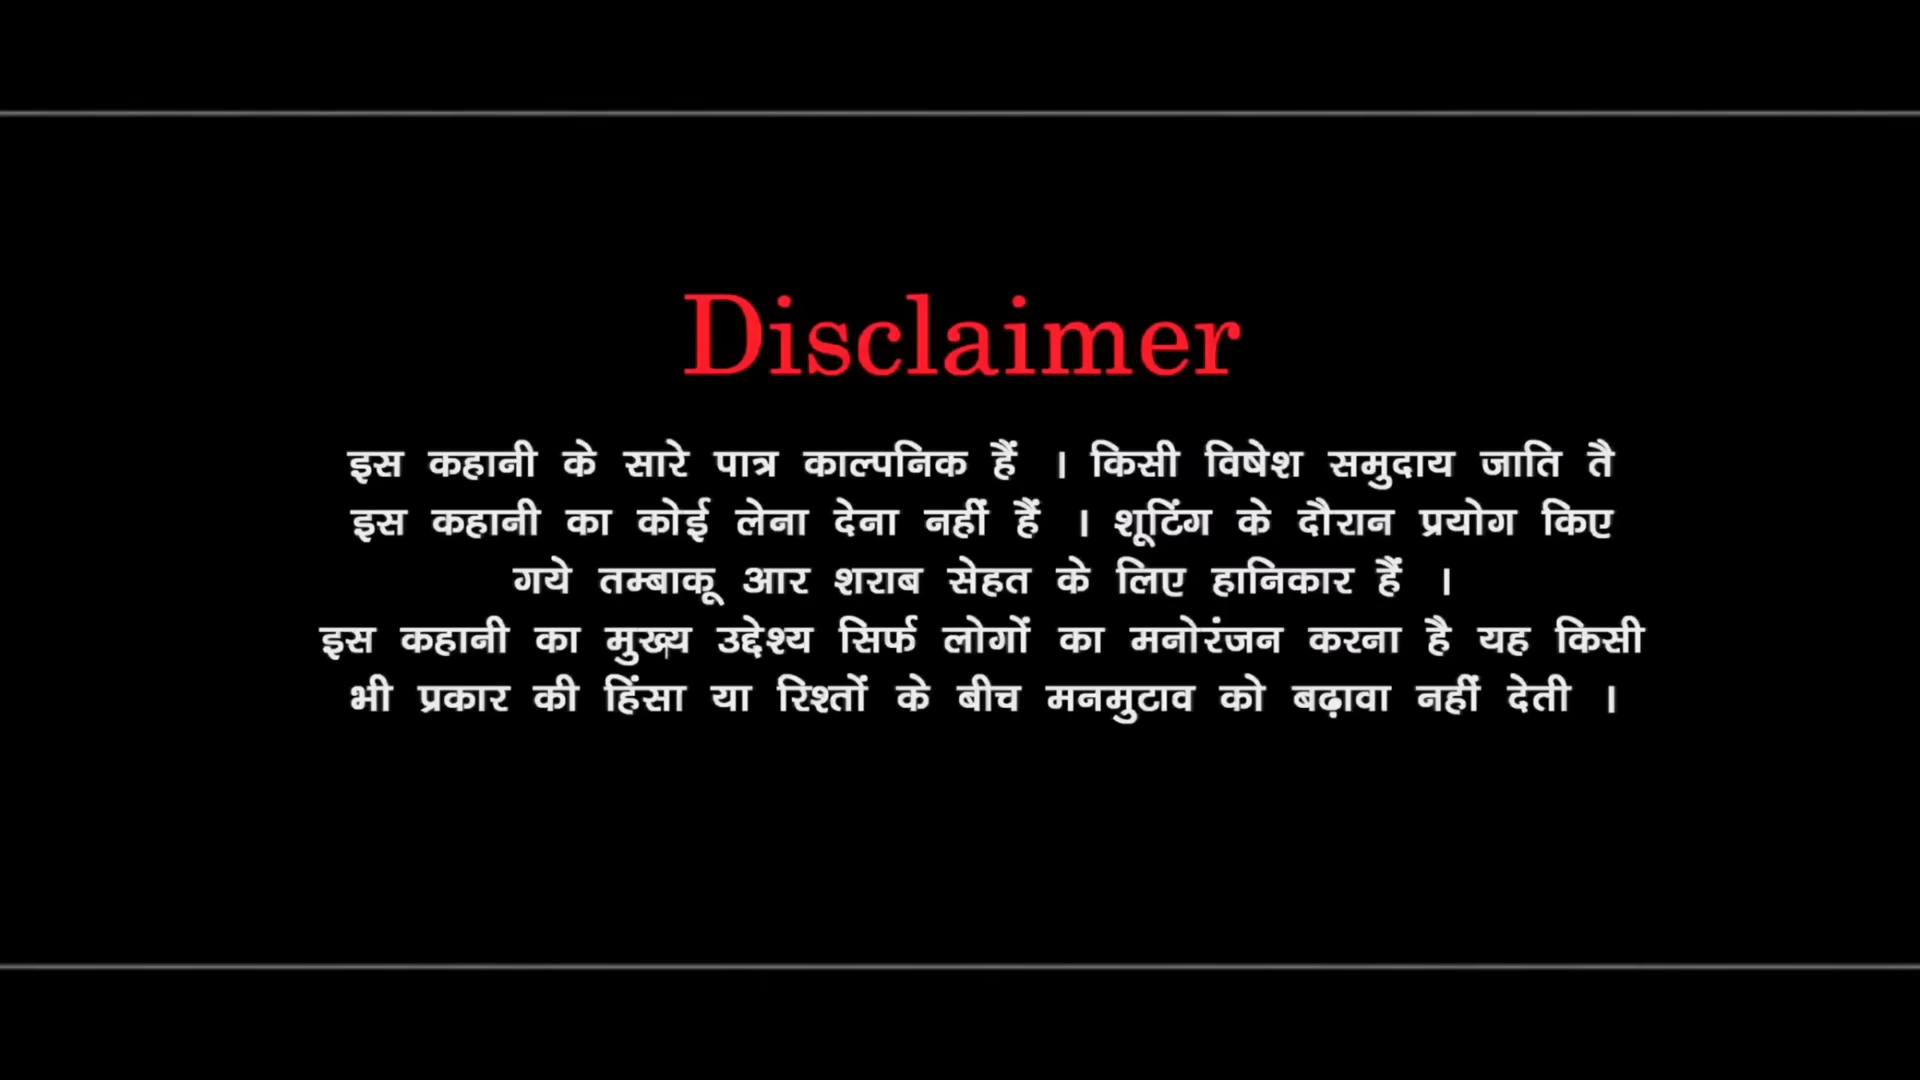 Disclaimer
इस कहानी के सारे पात्र काल्पनिक हैं । किसी विषेश समुदाय जाति तै
इस कहानी का कोई लेना देना नहीं हैं । शूटिंग के दौरान प्रयोग किए
गये तम्बाकू आर शराब सेहत के लिए हानिकार हैं ।
इस कहानी का मुख्य उद्देश्य सिर्फ लोगों का मनोरंजन करना है यह किसी
भी प्रकार की हिंसा या रिश्तों के बीच मनमुटाव को बढ़ावा नहीं देती ।